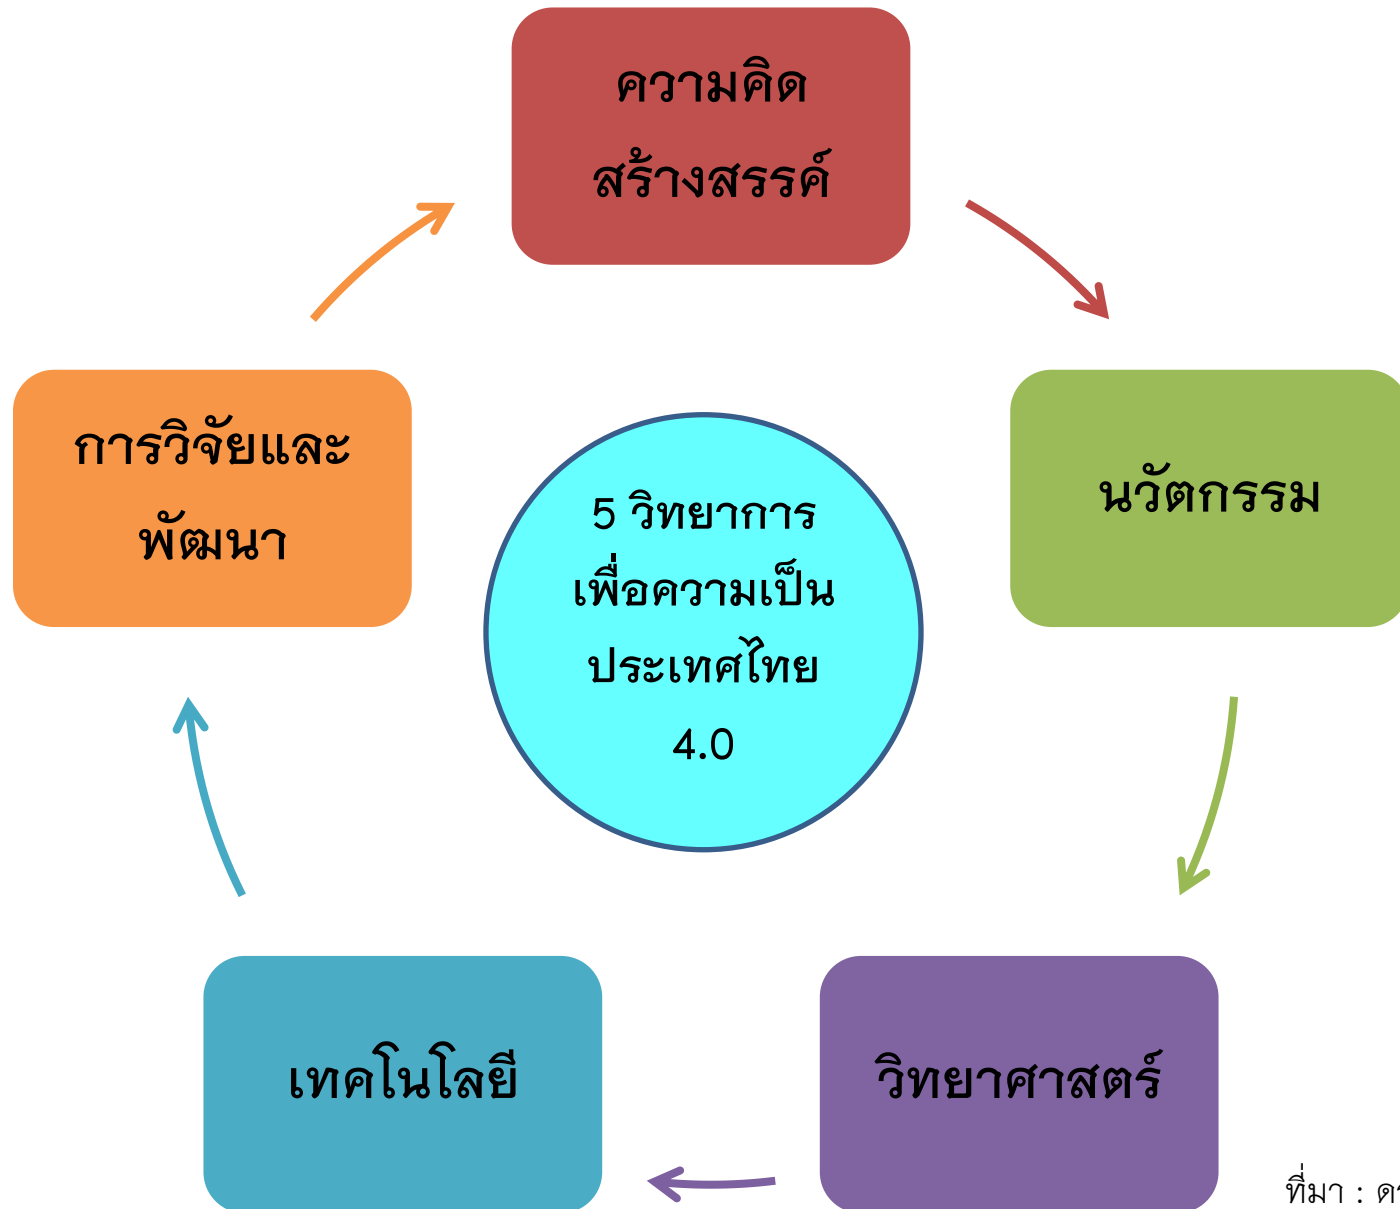 ความคิด
สร้างสรรค์
นวัตกรรม
วิทยาศาสตร์
เทคโนโลยี
การวิจัยและ
พัฒนา
5 วิทยาการ
เพื่อความเป็น
ประเทศไทย
4.0
ที่มา :